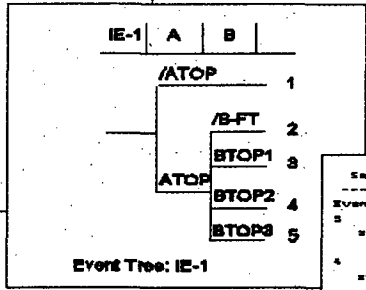 IE-1 A B
/ATOP 1
/B-FT 2
BTOP1 3
ATOP
BTOP2 4
BTOP3 5
Event Tree: IE-1